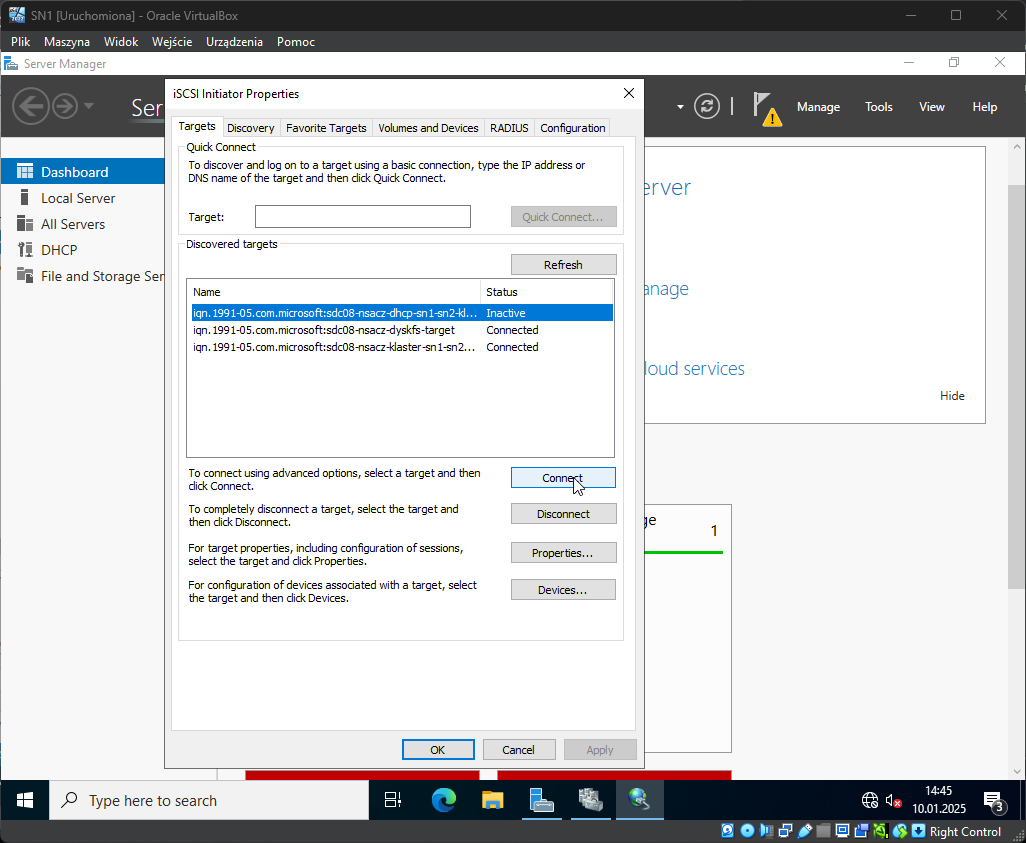 SN1 [Uruchomiona] - Oracle VirtualBox
Plik Maszyna Widok Wejście Urządzenia Pomoc
Server Manager
Ser
Manage Tools View Help
iSCSI Initiator Properties
Targets Discovery Favorite Targets Volumes and Devices RADIUS Configuration
Quick Connect
To discover and log on to a target using a basic connection, type the IP address or
DNS name of the target and then click Quick Connect.
Target: Quick Connect...
Discovered targets
Refresh
Name Status
iqn.1991-05.com.microsoft:sdc08-nsacz-dhcp-sn1-sn2-kl... Inactive
iqn.1991-05.com.microsoft:sdc08-nsacz-dyskfs-target Connected
iqn.1991-05.com.microsoft:sdc08-nsacz-klaster-sn1-sn2... Connected
To connect using advanced options, select a target and then
click Connect.
Connect
To completely disconnect a target, select the target and
then click Disconnect.
Disconnect
For target properties, including configuration of sessions,
select the target and click Properties.
Properties...
For configuration of devices associated with a target, select
the target and then click Devices.
Devices...
OK Cancel Apply
Dashboard
Local Server
All Servers
DHCP
File and Storage Ser
erver
anage
loud services
Hide
ge
1
Type here to search
14:45
10.01.2025
3
Right Control